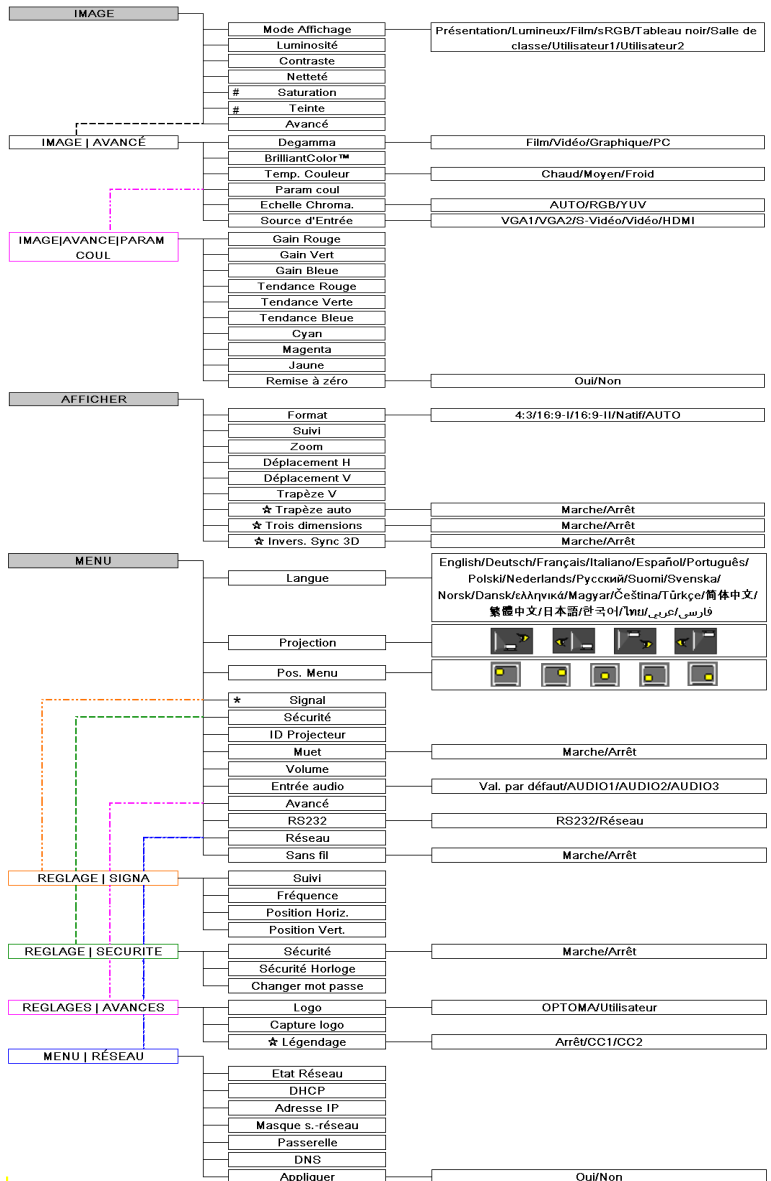 IMAGE
Mode Affichage
Présentation/Lumineux/Film/sRGB/Tableau noir/Salle de
classe/Utilisateur1/Utilisateur2
Luminosité
Contraste
Netteté
# Saturation
# Teinte
Avancé
IMAGE | AVANCÉ
Degamma
Film/Vidéo/Graphique/PC
BrilliantColor™
Temp. Couleur
Chaud/Moyen/Froid
Param coul
Echelle Chroma.
AUTO/RGB/YUV
Source d'Entrée
VGA1/VGA2/S-Vidéo/Vidéo/HDMI
IMAGE|AVANCE|PARAM
COUL
Gain Rouge
Gain Vert
Gain Bleue
Tendance Rouge
Tendance Verte
Tendance Bleue
Cyan
Magenta
Jaune
Remise à zéro
Oui/Non
AFFICHER
Format
4:3/16:9-I/16:9-II/Natif/AUTO
Suivi
Zoom
Déplacement H
Déplacement V
Trapèze V
☆ Trapèze auto
Marche/Arrêt
☆ Trois dimensions
Marche/Arrêt
☆ Invers. Sync 3D
Marche/Arrêt
MENU
Langue
English/Deutsch/Français/Italiano/Español/Português/
Polski/Nederlands/Русский/Suomi/Svenska/
Norsk/Dansk/ελληνικά/Magyar/Čeština/Türkçe/简体中文/
繁體中文/日本語/한국어/ไทย/فارسی/عربي
Projection
Pos. Menu
* Signal
Sécurité
ID Projecteur
Muet
Marche/Arrêt
Volume
Entrée audio
Val. par défaut/AUDIO1/AUDIO2/AUDIO3
Avancé
RS232
RS232/Réseau
Réseau
Sans fil
Marche/Arrêt
REGLAGE | SIGNA
Suivi
Fréquence
Position Horiz.
Position Vert.
REGLAGE | SECURITE
Sécurité
Marche/Arrêt
Sécurité Horloge
Changer mot passe
REGLAGES | AVANCES
Logo
OPTOMA/Utilisateur
Capture logo
☆ Légendage
Arrêt/CC1/CC2
MENU | RÉSEAU
Etat Réseau
DHCP
Adresse IP
Masque s.-réseau
Passerelle
DNS
Appliquer
Oui/Non